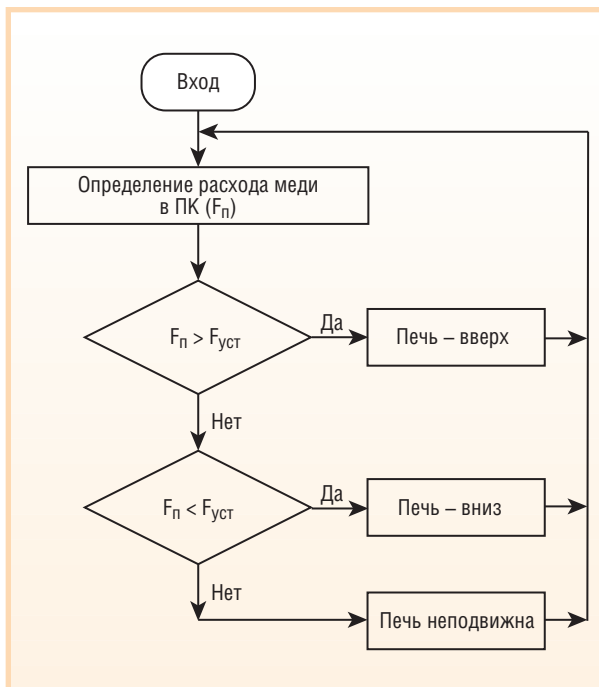 Вход
Определение расхода меди
в ПК (Fп)
Fп > Fуст
Да
Печь – вверх
Нет
Fп < Fуст
Да
Печь – вниз
Нет
Печь неподвижна